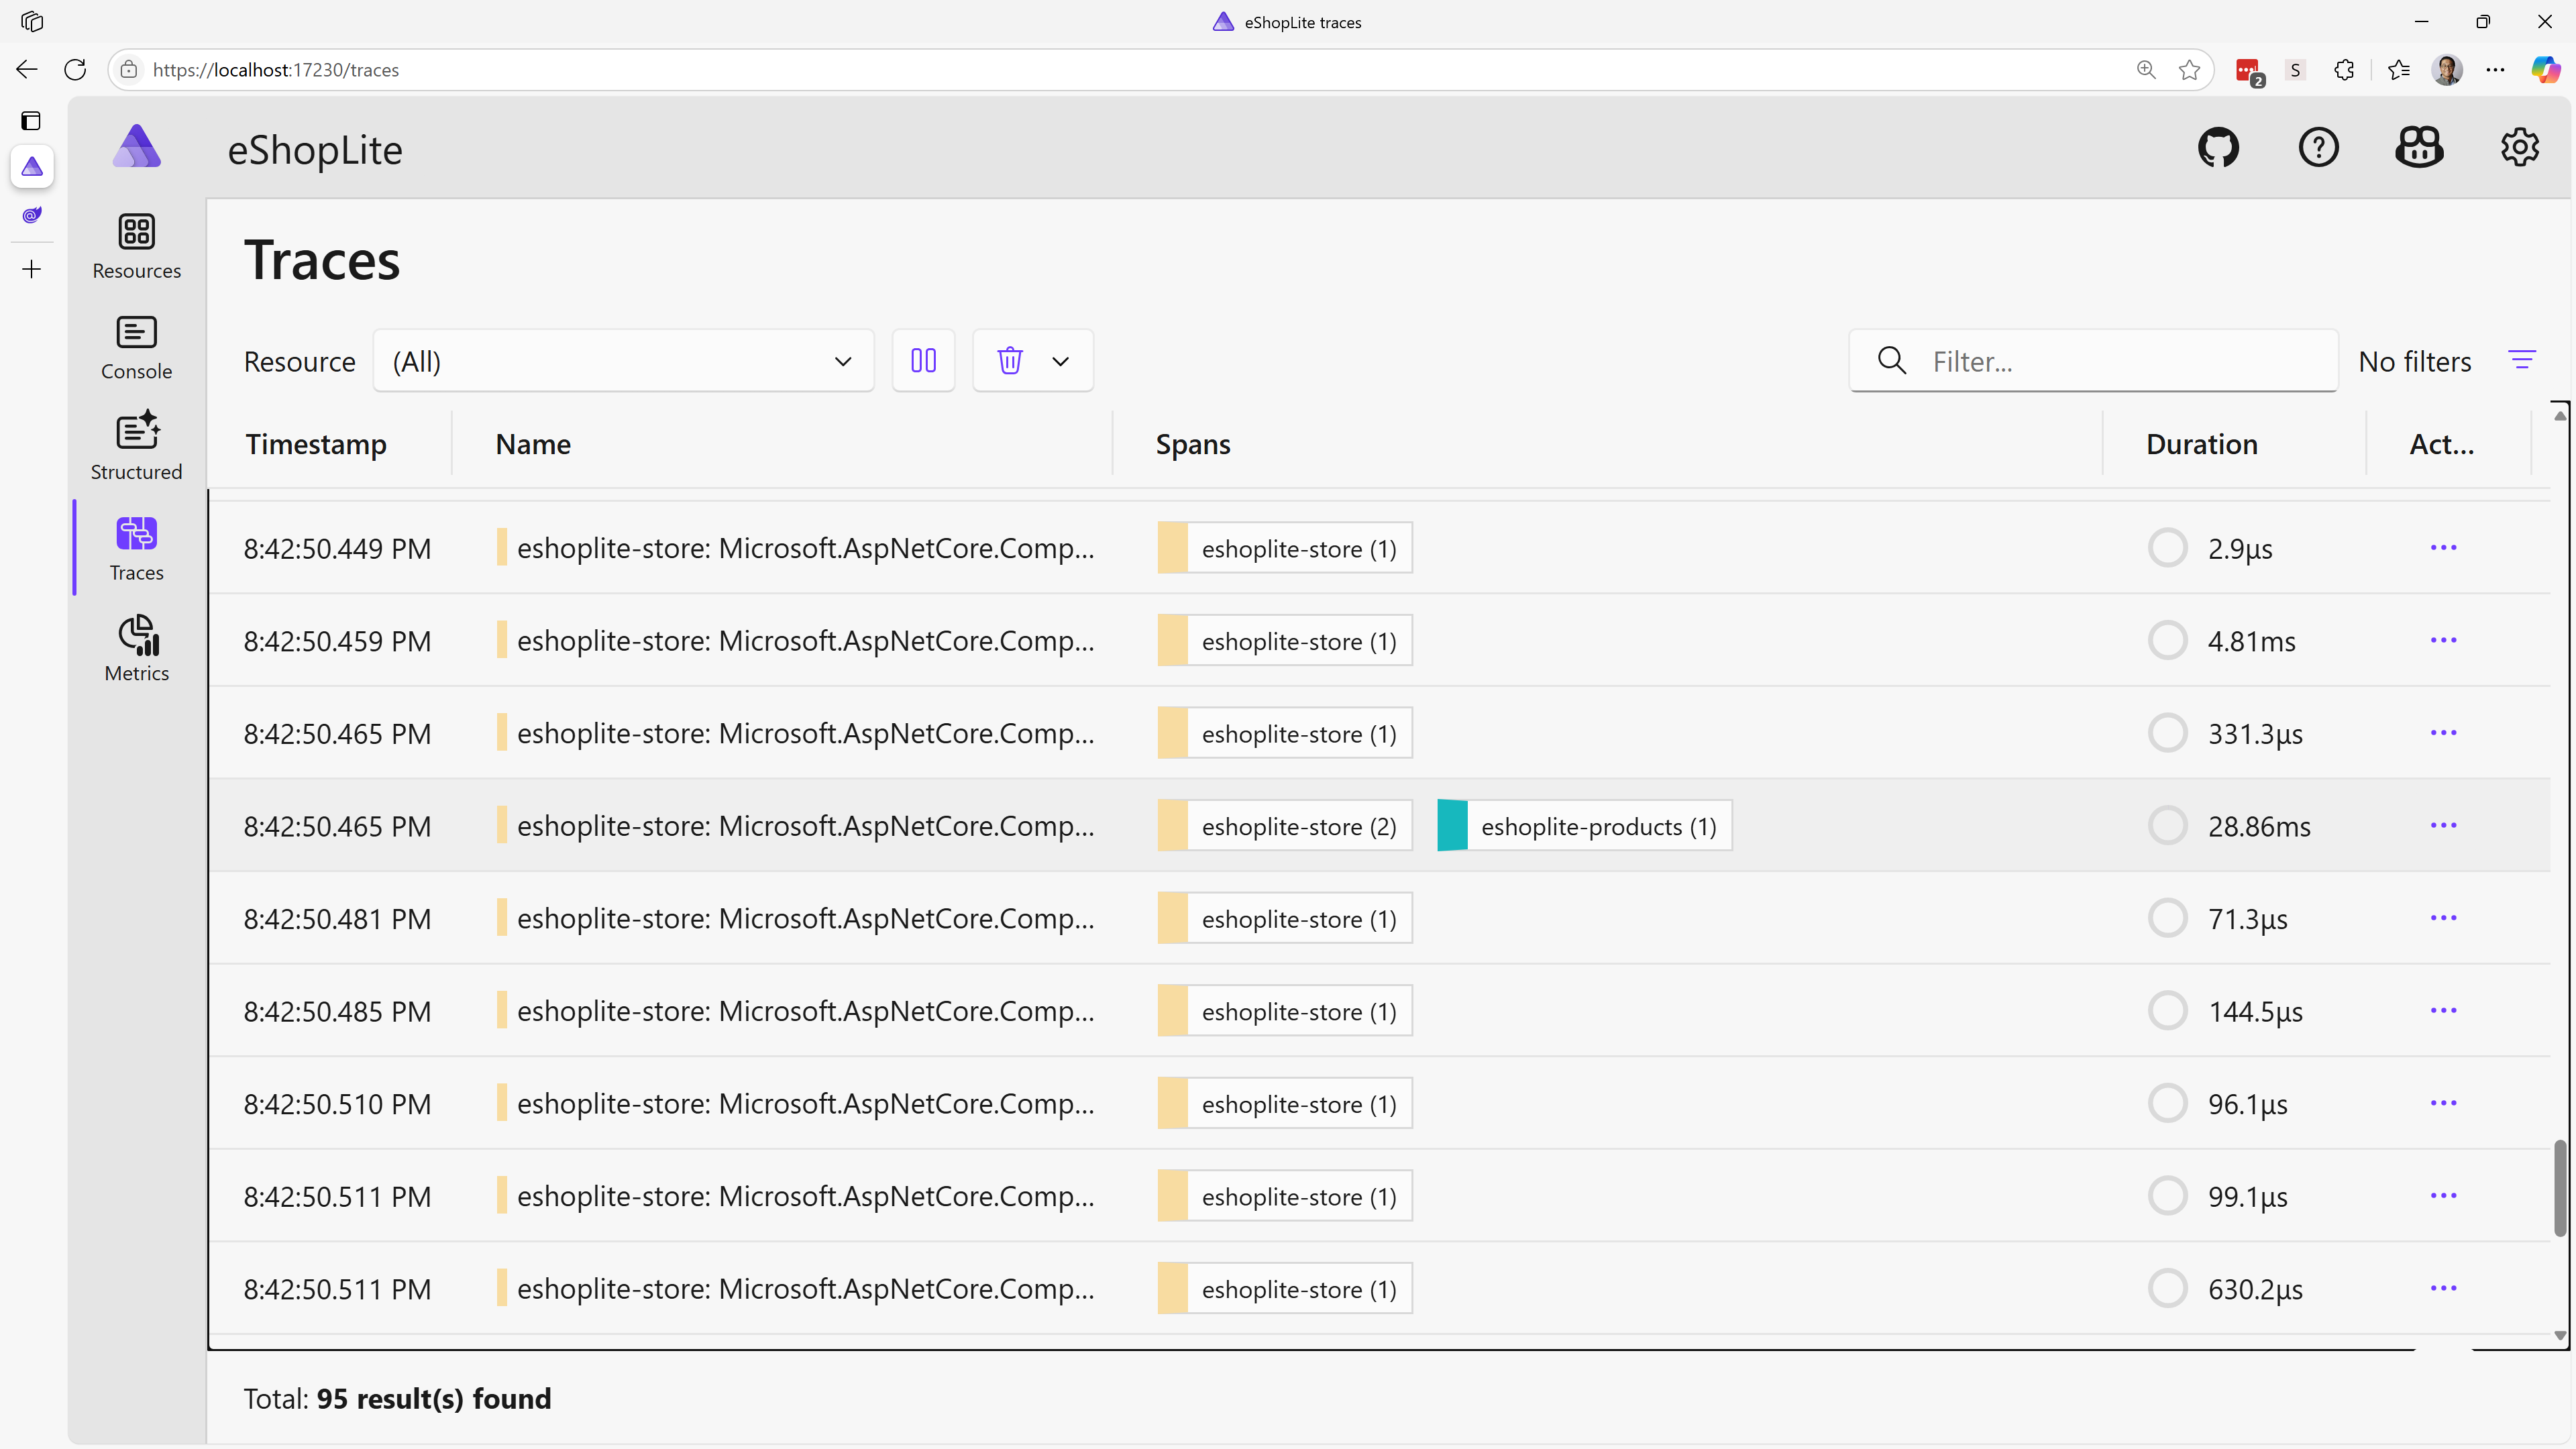 eShopLite traces
https://localhost:17230/traces
2
S
eShopLite
Resources
Console
Structured
Traces
Metrics
Traces
Resource (All) Filter... No filters
Timestamp Name Spans Duration Act...
8:42:50.449 PM eshoplite-store: Microsoft.AspNetCore.Comp... eshoplite-store (1) 2.9μs ...
8:42:50.459 PM eshoplite-store: Microsoft.AspNetCore.Comp... eshoplite-store (1) 4.81ms ...
8:42:50.465 PM eshoplite-store: Microsoft.AspNetCore.Comp... eshoplite-store (1) 331.3μs ...
8:42:50.465 PM eshoplite-store: Microsoft.AspNetCore.Comp... eshoplite-store (2) eshoplite-products (1) 28.86ms ...
8:42:50.481 PM eshoplite-store: Microsoft.AspNetCore.Comp... eshoplite-store (1) 71.3μs ...
8:42:50.485 PM eshoplite-store: Microsoft.AspNetCore.Comp... eshoplite-store (1) 144.5μs ...
8:42:50.510 PM eshoplite-store: Microsoft.AspNetCore.Comp... eshoplite-store (1) 96.1μs ...
8:42:50.511 PM eshoplite-store: Microsoft.AspNetCore.Comp... eshoplite-store (1) 99.1μs ...
8:42:50.511 PM eshoplite-store: Microsoft.AspNetCore.Comp... eshoplite-store (1) 630.2μs ...
Total: 95 result(s) found